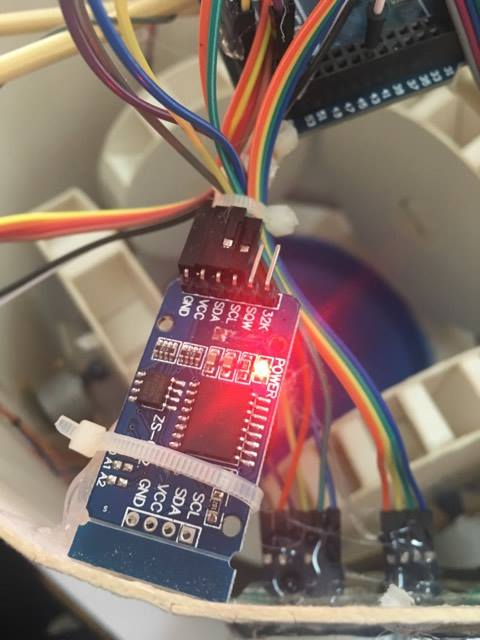 32K
SQW
SCL
SDA
VCC
GND
POWER
ZS-
A1
A2
SCL
SDA
VCC
GND